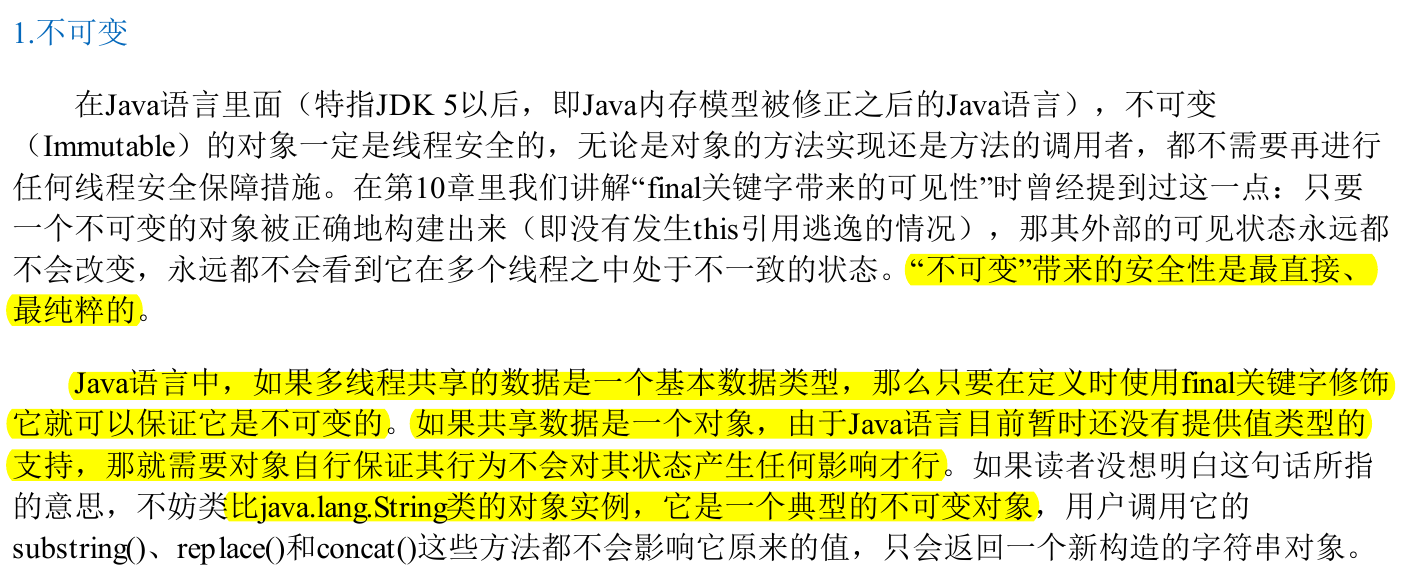 1.不可变
在Java语言里面（特指JDK 5以后，即Java内存模型被修正之后的Java语言），不可变
（Immutable）的对象一定是线程安全的，无论是对象的方法实现还是方法的调用者，都不需要再进行
任何线程安全保障措施。在第10章里我们讲解“final关键字带来的可见性”时曾经提到过这一点：只要
一个不可变的对象被正确地构建出来（即没有发生this引用逃逸的情况），那其外部的可见状态永远都
不会改变，永远都不会看到它在多个线程之中处于不一致的状态。“不可变”带来的安全性是最直接、
最纯粹的。
Java语言中，如果多线程共享的数据是一个基本数据类型，那么只要在定义时使用final关键字修饰
它就可以保证它是不可变的。如果共享数据是一个对象，由于Java语言目前暂时还没有提供值类型的
支持，那就需要对象自行保证其行为不会对其状态产生任何影响才行。如果读者没想明白这句话所指
的意思，不妨类比java.lang.String类的对象实例，它是一个典型的不可变对象，用户调用它的
substring()、replace()和concat()这些方法都不会影响它原来的值，只会返回一个新构造的字符串对象。